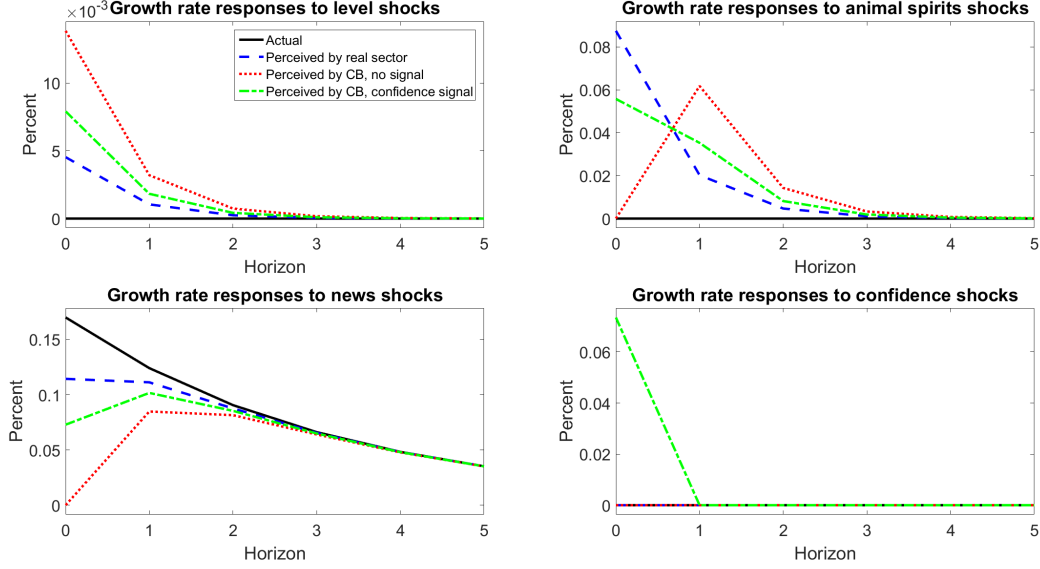 Growth rate responses to level shocks
×10-3
Percent
10
5
0
0 1 2 3 4 5
Horizon
Actual
Perceived by real sector
Perceived by CB, no signal
Perceived by CB, confidence signal
Growth rate responses to animal spirits shocks
Percent
0.08
0.06
0.04
0.02
0
0 1 2 3 4 5
Horizon
Growth rate responses to news shocks
Percent
0.15
0.1
0.05
0
0 1 2 3 4 5
Horizon
Growth rate responses to confidence shocks
Percent
0.06
0.04
0.02
0
0 1 2 3 4 5
Horizon